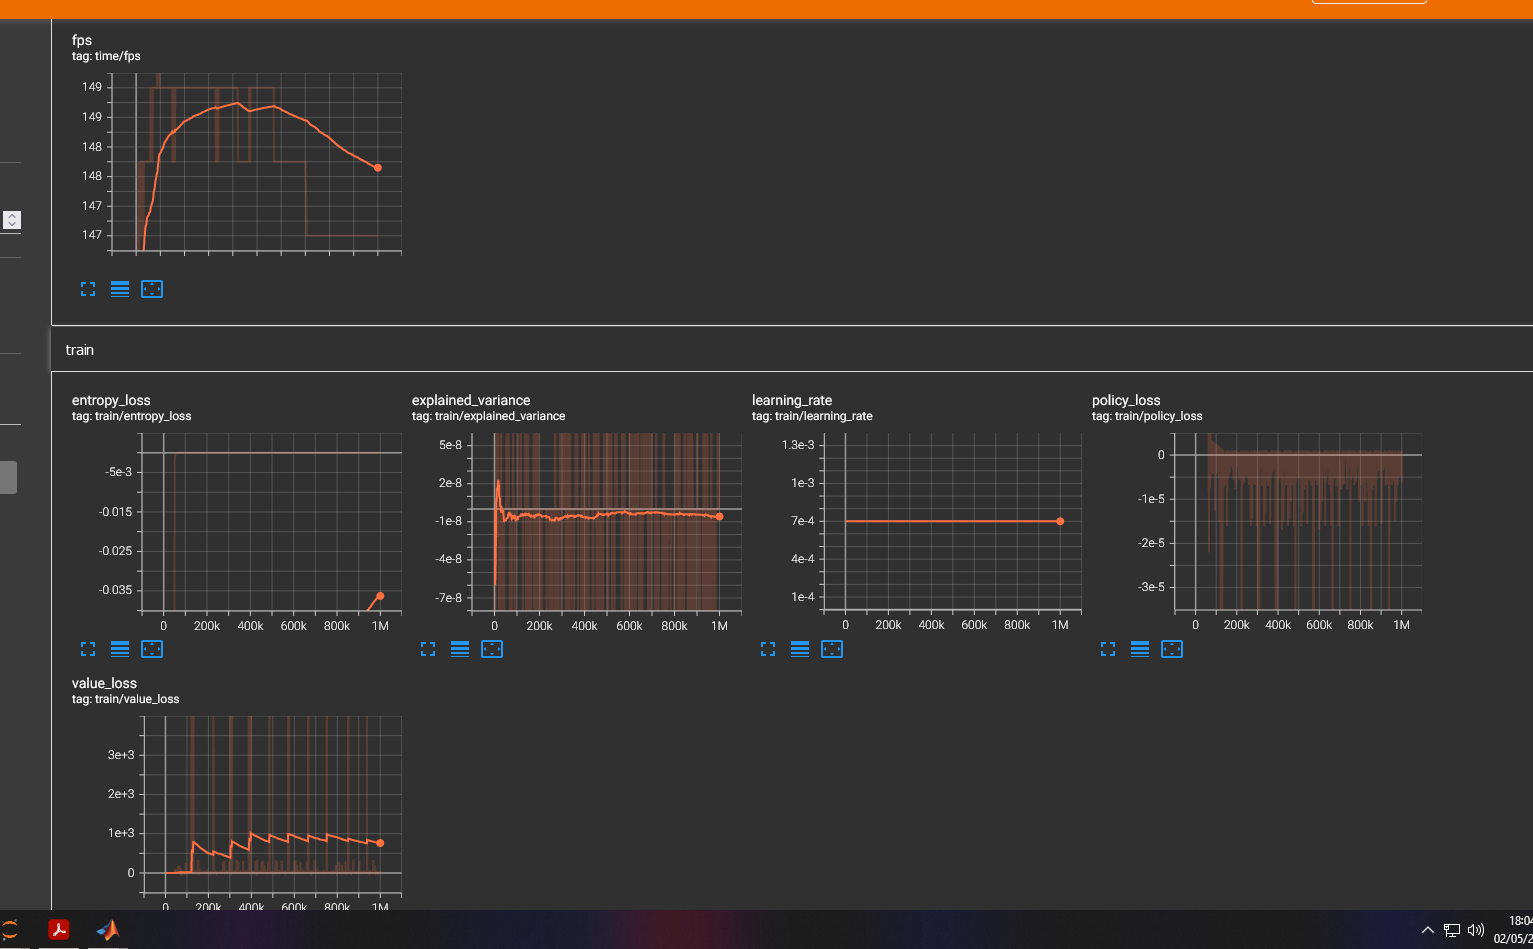 fps
tag: time/fps
149
149
148
148
147
147
train
entropy_loss
tag: train/entropy_loss
-5e-3
-0.015
-0.025
-0.035
0 200k 400k 600k 800k 1M
explained_variance
tag: train/explained_variance
5e-8
2e-8
-1e-8
-4e-8
-7e-8
0 200k 400k 600k 800k 1M
learning_rate
tag: train/learning_rate
1.3e-3
1e-3
7e-4
4e-4
1e-4
0 200k 400k 600k 800k 1M
policy_loss
tag: train/policy_loss
0
-1e-5
-2e-5
-3e-5
0 200k 400k 600k 800k 1M
value_loss
tag: train/value_loss
3e+3
2e+3
1e+3
0
0 200k 400k 600k 800k 1M
18:04
02/05/2